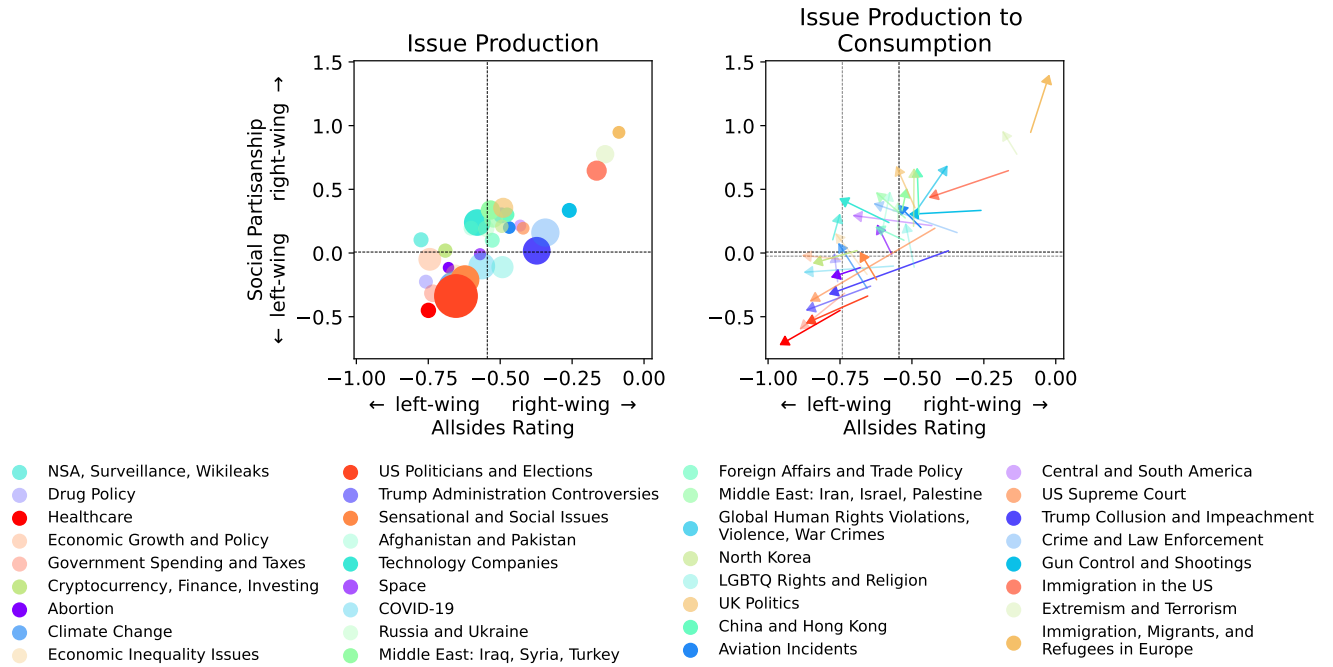 Issue Production
Issue Production to
Consumption
1.5
1.0
0.5
0.0
−0.5
Social Partisanship
← left-wing right-wing →
−1.00 −0.75 −0.50 −0.25 0.00
← left-wing right-wing →
Allsides Rating
1.5
1.0
0.5
0.0
−0.5
−1.00 −0.75 −0.50 −0.25 0.00
← left-wing right-wing →
Allsides Rating
NSA, Surveillance, Wikileaks
Drug Policy
Healthcare
Economic Growth and Policy
Government Spending and Taxes
Cryptocurrency, Finance, Investing
Abortion
Climate Change
Economic Inequality Issues
US Politicians and Elections
Trump Administration Controversies
Sensational and Social Issues
Afghanistan and Pakistan
Technology Companies
Space
COVID-19
Russia and Ukraine
Middle East: Iraq, Syria, Turkey
Foreign Affairs and Trade Policy
Middle East: Iran, Israel, Palestine
Global Human Rights Violations,
Violence, War Crimes
North Korea
LGBTQ Rights and Religion
UK Politics
China and Hong Kong
Aviation Incidents
Central and South America
US Supreme Court
Trump Collusion and Impeachment
Crime and Law Enforcement
Gun Control and Shootings
Immigration in the US
Extremism and Terrorism
Immigration, Migrants, and
Refugees in Europe